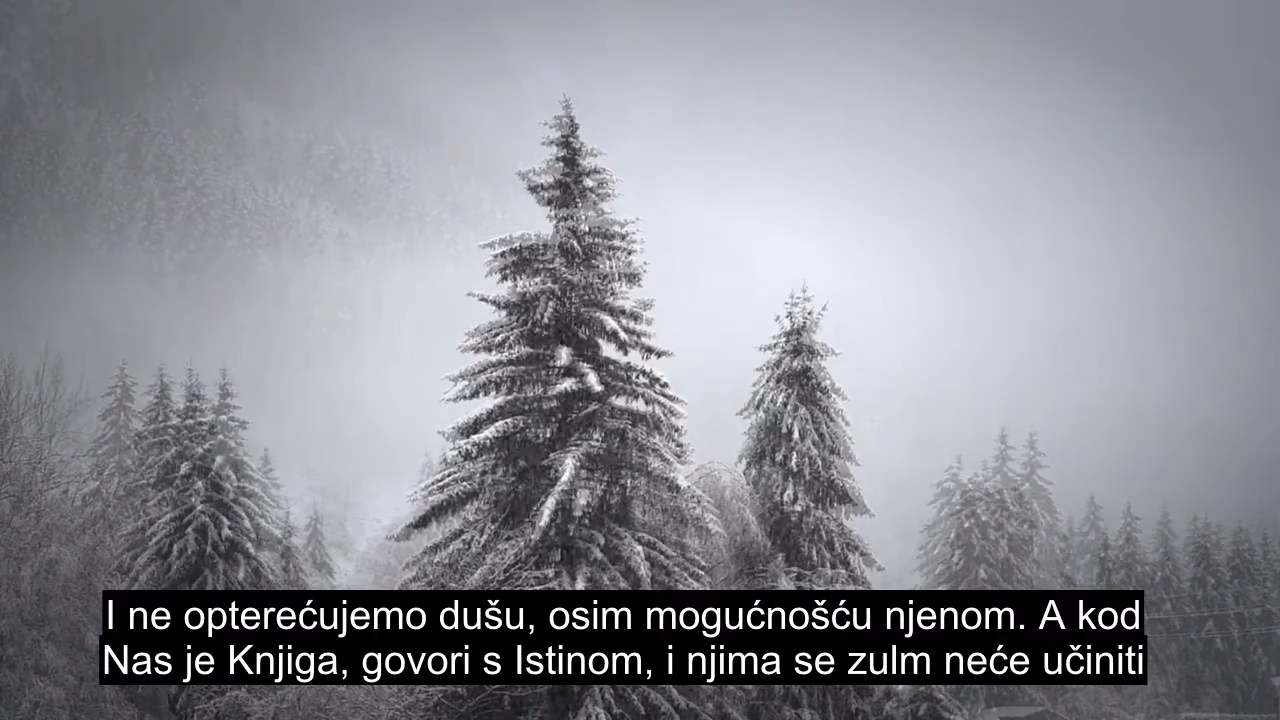 I ne opterećujemo dušu, osim mogućnošću njenom. A kod
Nas je Knjiga, govori s Istinom, i njima se zulm neće učiniti